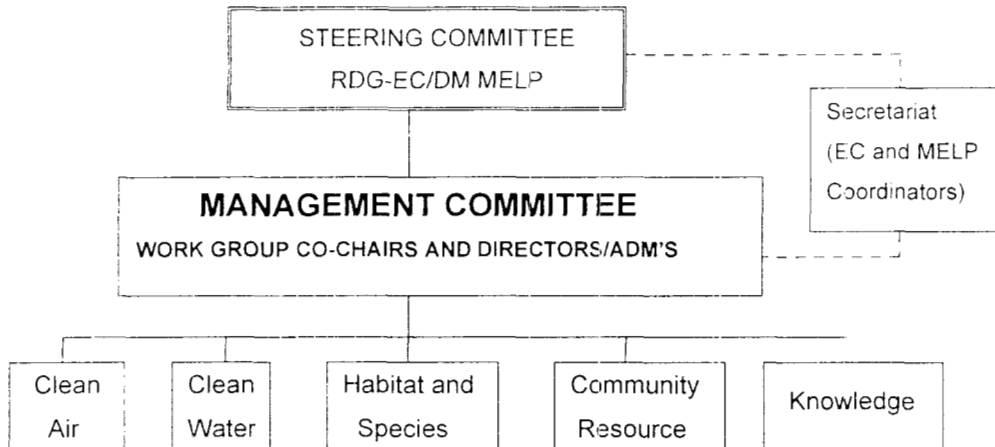 STEERING COMMITTEE
RDG-EC/DM MELP
Secretariat
(EC and MELP
Coordinators)
MANAGEMENT COMMITTEE
WORK GROUP CO-CHAIRS AND DIRECTORS/ADM'S
Clean
Air
Clean
Water
Habitat and
Species
Community
Resource
Knowledge